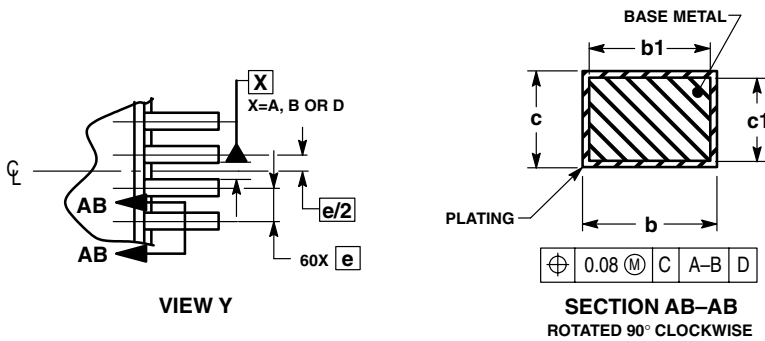 X
X=A, B OR D
℄
AB
AB
e/2
60X e
VIEW Y
BASE METAL
b1
c
c1
PLATING
b
⌖ 0.08 Ⓜ C A–B D
SECTION AB–AB
ROTATED 90° CLOCKWISE